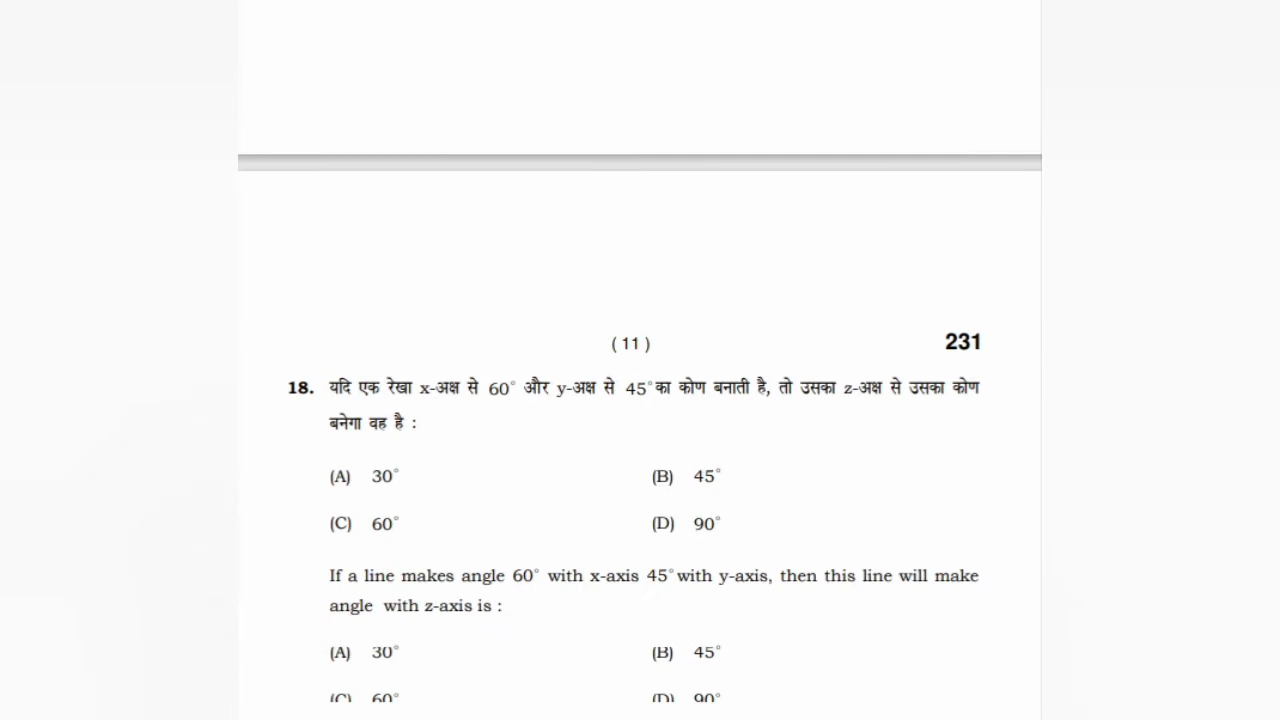 ( 11 )
231
18. यदि एक रेखा x-अक्ष से 60° और y-अक्ष से 45° का कोण बनाती है, तो उसका z-अक्ष से उसका कोण
बनेगा वह है :
(A) 30° (B) 45°
(C) 60° (D) 90°
If a line makes angle 60° with x-axis 45° with y-axis, then this line will make
angle with z-axis is :
(A) 30° (B) 45°
(C) 60° (D) 90°